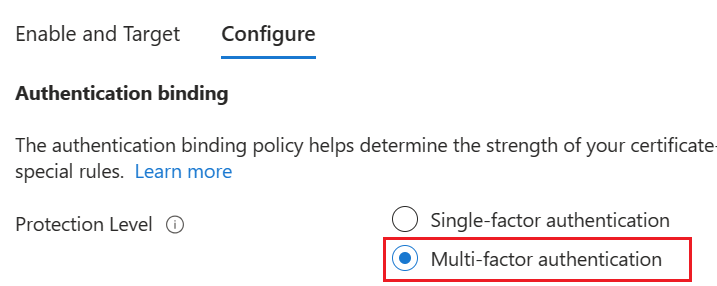 Enable and Target Configure
Authentication binding
The authentication binding policy helps determine the strength of your certificate-
special rules. Learn more
Protection Level
Single-factor authentication
Multi-factor authentication